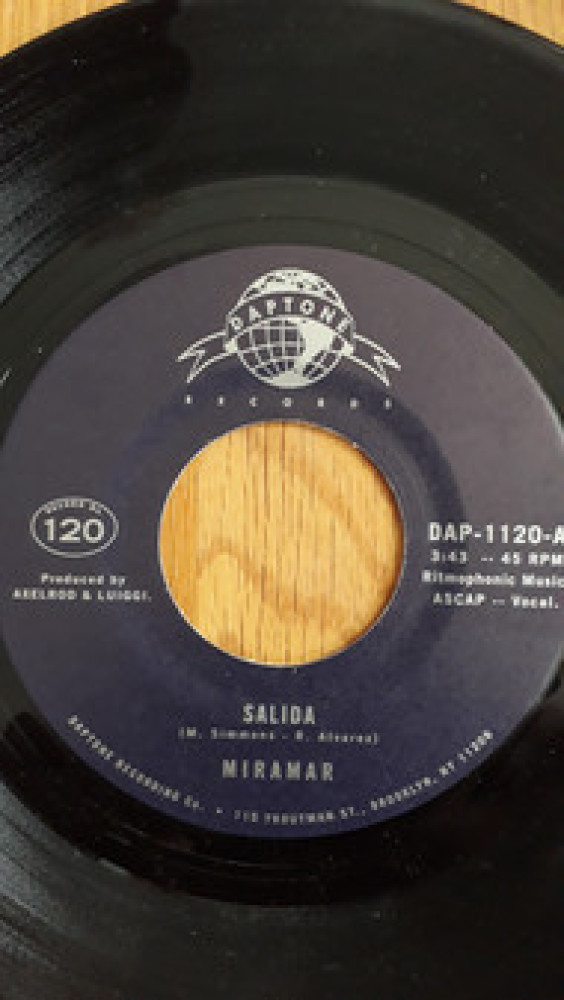 DAPTONE
RECORDS
120
Produced by
AXELROD & LUIGGI.
DAP-1120-A
3:43 -- 45 RPM
Ritmophonic Music
ASCAP -- Vocal.
SALIDA
(M. Simmons - R. Alvarez)
MIRAMAR
DAPTONE RECORDING Co. • 115 TROUTMAN ST., BROOKLYN, NY 11206